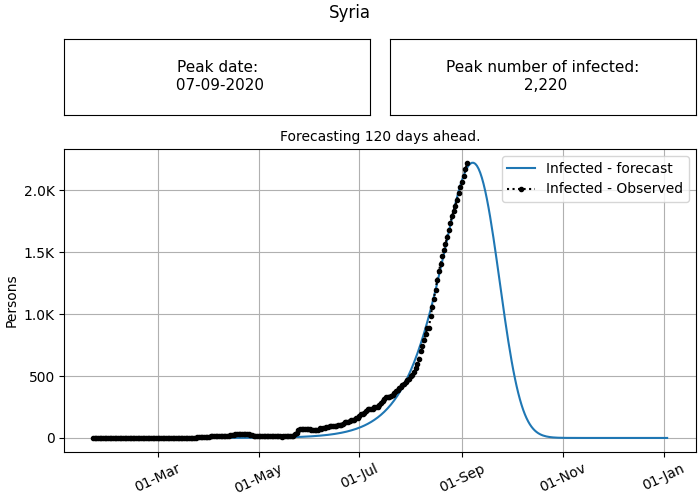 Syria
Peak date:
07-09-2020
Peak number of infected:
2,220
Forecasting 120 days ahead.
Infected - forecast
Infected - Observed
Persons
2.0K
1.5K
1.0K
500
0
01-Mar
01-May
01-Jul
01-Sep
01-Nov
01-Jan